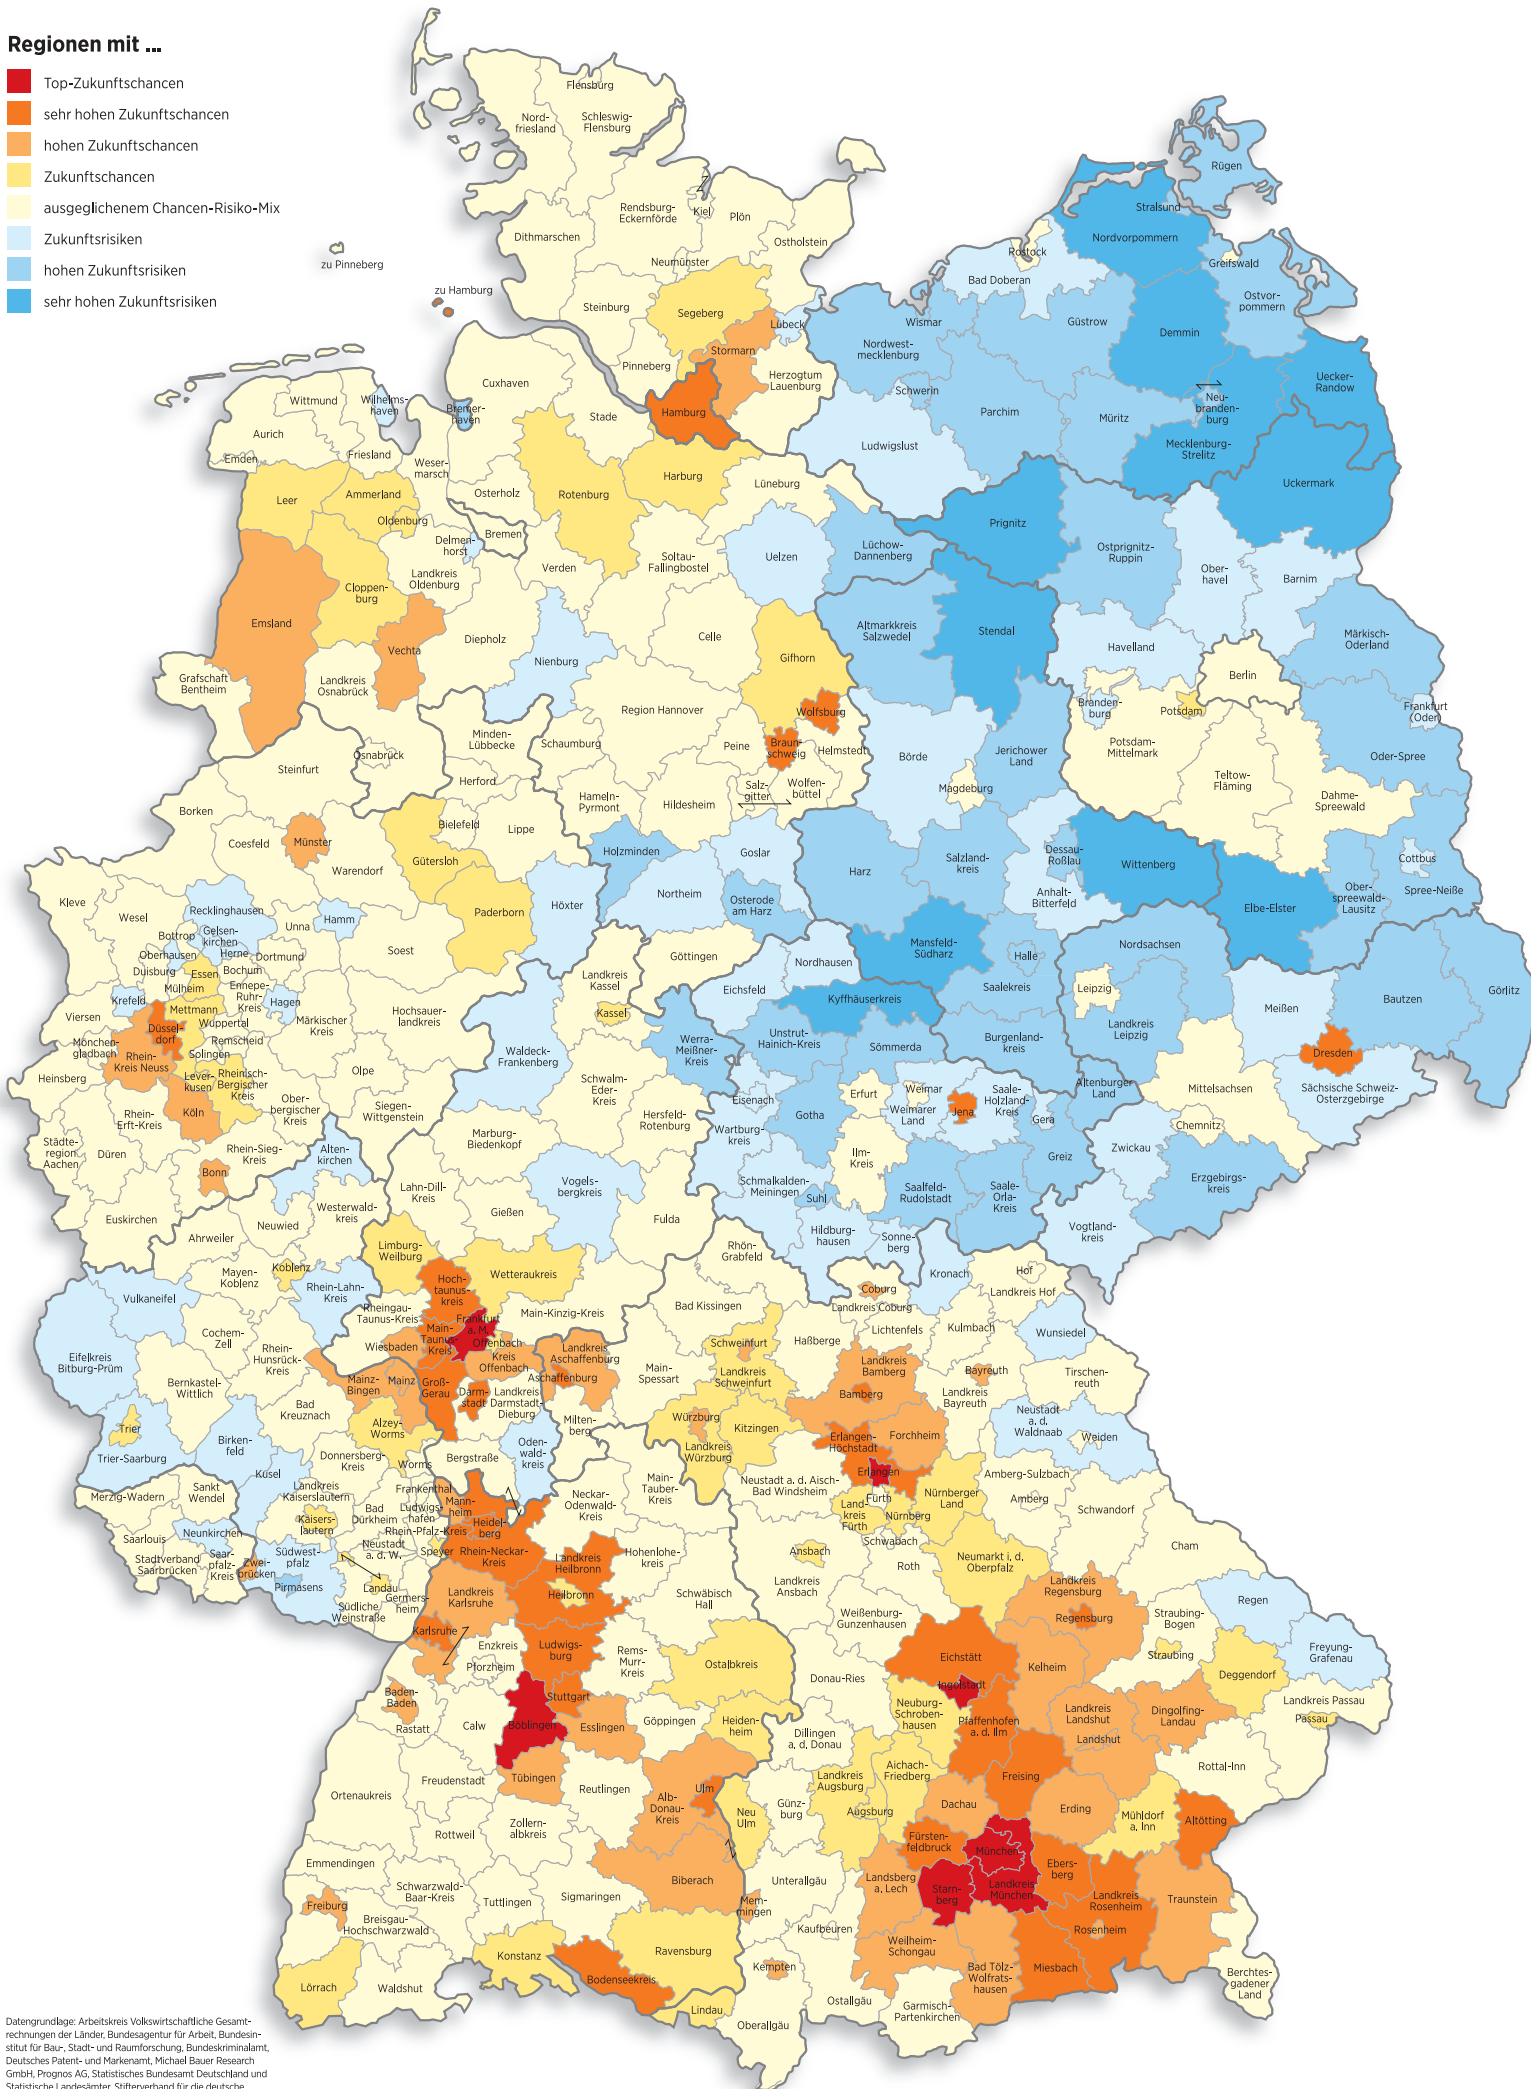 Regionen mit ...
Top-Zukunftschancen
sehr hohen Zukunftschancen
hohen Zukunftschancen
Zukunftschancen
ausgeglichenem Chancen-Risiko-Mix
Zukunftsrisiken
hohen Zukunftsrisiken
sehr hohen Zukunftsrisiken
Flensburg
Nord-
friesland
Schleswig-
Flensburg
Rendsburg-
Eckernförde
Kiel
Plön
Dithmarschen
Ostholstein
Neumünster
zu Pinneberg
zu Hamburg
Steinburg
Segeberg
Lübeck
Stormarn
Pinneberg
Herzogtum
Lauenburg
Hamburg
Rügen
Stralsund
Nordvorpommern
Rostock
Bad Doberan
Greifswald
Ostvor-
pommern
Wismar
Güstrow
Demmin
Nordwest-
mecklenburg
Schwerin
Parchim
Müritz
Neu-
branden-
burg
Uecker-
Randow
Ludwigslust
Mecklenburg-
Strelitz
Uckermark
Cuxhaven
Wittmund
Wilhelms-
haven
Bremer-
haven
Stade
Aurich
Emden
Friesland
Weser-
marsch
Leer
Ammerland
Oldenburg
Osterholz
Rotenburg
Harburg
Lüneburg
Bremen
Delmen-
horst
Landkreis
Oldenburg
Verden
Soltau-
Fallingbostel
Uelzen
Lüchow-
Dannenberg
Prignitz
Ostprignitz-
Ruppin
Ober-
havel
Barnim
Cloppen-
burg
Emsland
Vechta
Diepholz
Nienburg
Celle
Gifhorn
Altmarkkreis
Salzwedel
Stendal
Havelland
Märkisch-
Oderland
Grafschaft
Bentheim
Landkreis
Osnabrück
Region Hannover
Wolfsburg
Berlin
Branden-
burg
Potsdam
Frankfurt
(Oder)
Minden-
Lübbecke
Schaumburg
Peine
Braun-
schweig
Helmstedt
Börde
Jerichower
Land
Potsdam-
Mittelmark
Oder-Spree
Osnabrück
Steinfurt
Herford
Hameln-
Pyrmont
Hildesheim
Salz-
gitter
Wolfen-
büttel
Magdeburg
Teltow-
Fläming
Dahme-
Spreewald
Borken
Coesfeld
Münster
Bielefeld
Lippe
Gütersloh
Warendorf
Holzminden
Goslar
Harz
Salzland-
kreis
Dessau-
Roßlau
Wittenberg
Cottbus
Anhalt-
Bitterfeld
Elbe-Elster
Ober-
spreewald-
Lausitz
Spree-Neiße
Kleve
Wesel
Recklinghausen
Hamm
Paderborn
Höxter
Northeim
Osterode
am Harz
Bottrop
Gelsen-
kirchen
Herne
Unna
Dortmund
Soest
Oberhausen
Duisburg
Essen
Bochum
Mülheim
Ennepe-
Ruhr-
Kreis
Krefeld
Mettmann
Hagen
Viersen
Düssel-
dorf
Wuppertal
Märkischer
Kreis
Hochsauer-
landkreis
Mönchen-
gladbach
Remscheid
Solingen
Rhein-
Kreis Neuss
Lever-
kusen
Rheinisch-
Bergischer
Kreis
Heinsberg
Köln
Rhein-
Erft-Kreis
Ober-
bergischer
Kreis
Olpe
Siegen-
Wittgenstein
Städte-
region
Aachen
Düren
Rhein-Sieg-
Kreis
Bonn
Euskirchen
Landkreis
Kassel
Göttingen
Kassel
Waldeck-
Frankenberg
Werra-
Meißner-
Kreis
Schwalm-
Eder-
Kreis
Hersfeld-
Rotenburg
Marburg-
Biedenkopf
Lahn-Dill-
Kreis
Gießen
Vogels-
bergkreis
Fulda
Nordhausen
Eichsfeld
Mansfeld-
Südharz
Halle
Saalekreis
Nordsachsen
Leipzig
Landkreis
Leipzig
Meißen
Bautzen
Görlitz
Kyffhäuserkreis
Unstrut-
Hainich-Kreis
Sömmerda
Burgenland-
kreis
Dresden
Sächsische Schweiz-
Osterzgebirge
Mittelsachsen
Chemnitz
Eisenach
Gotha
Erfurt
Weimar
Weimarer
Land
Jena
Saale-
Holzland-
Kreis
Gera
Altenburger
Land
Wartburg-
kreis
Ilm-
Kreis
Greiz
Zwickau
Erzgebirgs-
kreis
Schmalkalden-
Meiningen
Suhl
Saalfeld-
Rudolstadt
Saale-
Orla-
Kreis
Vogtland-
kreis
Hildburg-
hausen
Sonne-
berg
Alten-
kirchen
Westerwald-
kreis
Neuwied
Ahrweiler
Mayen-
Koblenz
Koblenz
Rhein-Lahn-
Kreis
Vulkaneifel
Cochem-
Zell
Eifelkreis
Bitburg-Prüm
Rhein-
Hunsrück-
Kreis
Bernkastel-
Wittlich
Mainz-
Bingen
Mainz
Bad
Kreuznach
Alzey-
Worms
Trier
Trier-Saarburg
Birken-
feld
Kusel
Donnersberg-
Kreis
Worms
Limburg-
Weilburg
Wetteraukreis
Hoch-
taunus-
kreis
Rheingau-
Taunus-Kreis
Main-
Taunus-
Kreis
Frankfurt
a. M.
Main-Kinzig-Kreis
Wiesbaden
Offenbach
Kreis
Offenbach
Groß-
Gerau
Darm-
stadt
Landkreis
Darmstadt-
Dieburg
Bergstraße
Oden-
wald-
kreis
Landkreis
Aschaffenburg
Aschaffenburg
Milten-
berg
Main-
Spessart
Rhön-
Grabfeld
Bad Kissingen
Haßberge
Schweinfurt
Landkreis
Schweinfurt
Würzburg
Landkreis
Würzburg
Kitzingen
Coburg
Landkreis Coburg
Kronach
Hof
Landkreis Hof
Lichtenfels
Kulmbach
Wunsiedel
Landkreis
Bamberg
Bamberg
Bayreuth
Landkreis
Bayreuth
Tirschen-
reuth
Neustadt
a. d.
Waldnaab
Weiden
Erlangen-
Höchstadt
Forchheim
Erlangen
Neustadt a. d. Aisch-
Bad Windsheim
Fürth
Land-
kreis
Fürth
Nürnberg
Nürnberger
Land
Amberg-Sulzbach
Amberg
Schwandorf
Schwabach
Roth
Ansbach
Landkreis
Ansbach
Neumarkt i. d.
Oberpfalz
Cham
Weißenburg-
Gunzenhausen
Landkreis
Regensburg
Regensburg
Straubing-
Bogen
Straubing
Regen
Freyung-
Grafenau
Deggendorf
Landkreis Passau
Passau
Merzig-Wadern
Sankt
Wendel
Saarlouis
Neunkirchen
Stadtverband
Saarbrücken
Saar-
pfalz-
Kreis
Zwei-
brücken
Landkreis
Kaiserslautern
Kaisers-
lautern
Südwest-
pfalz
Pirmasens
Bad
Dürkheim
Frankenthal
Ludwigs-
hafen
Rhein-Pfalz-Kreis
Neustadt
a. d. W.
Speyer
Landau
Germers-
heim
Südliche
Weinstraße
Mann-
heim
Heidel-
berg
Rhein-Neckar-
Kreis
Neckar-
Odenwald-
Kreis
Main-
Tauber-
Kreis
Landkreis
Heilbronn
Heilbronn
Hohenlohe-
kreis
Schwäbisch
Hall
Landkreis
Karlsruhe
Karlsruhe
Enzkreis
Pforzheim
Ludwigs-
burg
Rems-
Murr-
Kreis
Ostalbkreis
Baden-
Baden
Rastatt
Calw
Böblingen
Stuttgart
Esslingen
Göppingen
Heiden-
heim
Ortenaukreis
Freudenstadt
Tübingen
Reutlingen
Alb-
Donau-
Kreis
Ulm
Rottweil
Zollern-
albkreis
Emmendingen
Schwarzwald-
Baar-Kreis
Tuttlingen
Sigmaringen
Biberach
Freiburg
Breisgau-
Hochschwarzwald
Lörrach
Waldshut
Konstanz
Bodenseekreis
Ravensburg
Lindau
Donau-Ries
Eichstätt
Ingolstadt
Kelheim
Neuburg-
Schroben-
hausen
Pfaffenhofen
a. d. Ilm
Landkreis
Landshut
Landshut
Dingolfing-
Landau
Rottal-Inn
Dillingen
a. d. Donau
Aichach-
Friedberg
Freising
Landkreis
Augsburg
Augsburg
Neu
Ulm
Günz-
burg
Dachau
Erding
Mühldorf
a. Inn
Altötting
Fürsten-
feldbruck
München
Landkreis
München
Ebers-
berg
Starn-
berg
Landsberg
a. Lech
Landkreis
Rosenheim
Rosenheim
Traunstein
Unterallgäu
Mem-
mingen
Kaufbeuren
Kempten
Weilheim-
Schongau
Bad Tölz-
Wolfrats-
hausen
Miesbach
Berchtes-
gadener
Land
Ostallgäu
Oberallgäu
Garmisch-
Partenkirchen
Datengrundlage: Arbeitskreis Volkswirtschaftliche Gesamt-
rechnungen der Länder, Bundesagentur für Arbeit, Bundesin-
stitut für Bau-, Stadt- und Raumforschung, Bundeskriminalamt,
Deutsches Patent- und Markenamt, Michael Bauer Research
GmbH, Prognos AG, Statistisches Bundesamt Deutschland und
Statistische Landesämter, Stifterverband für die deutsche